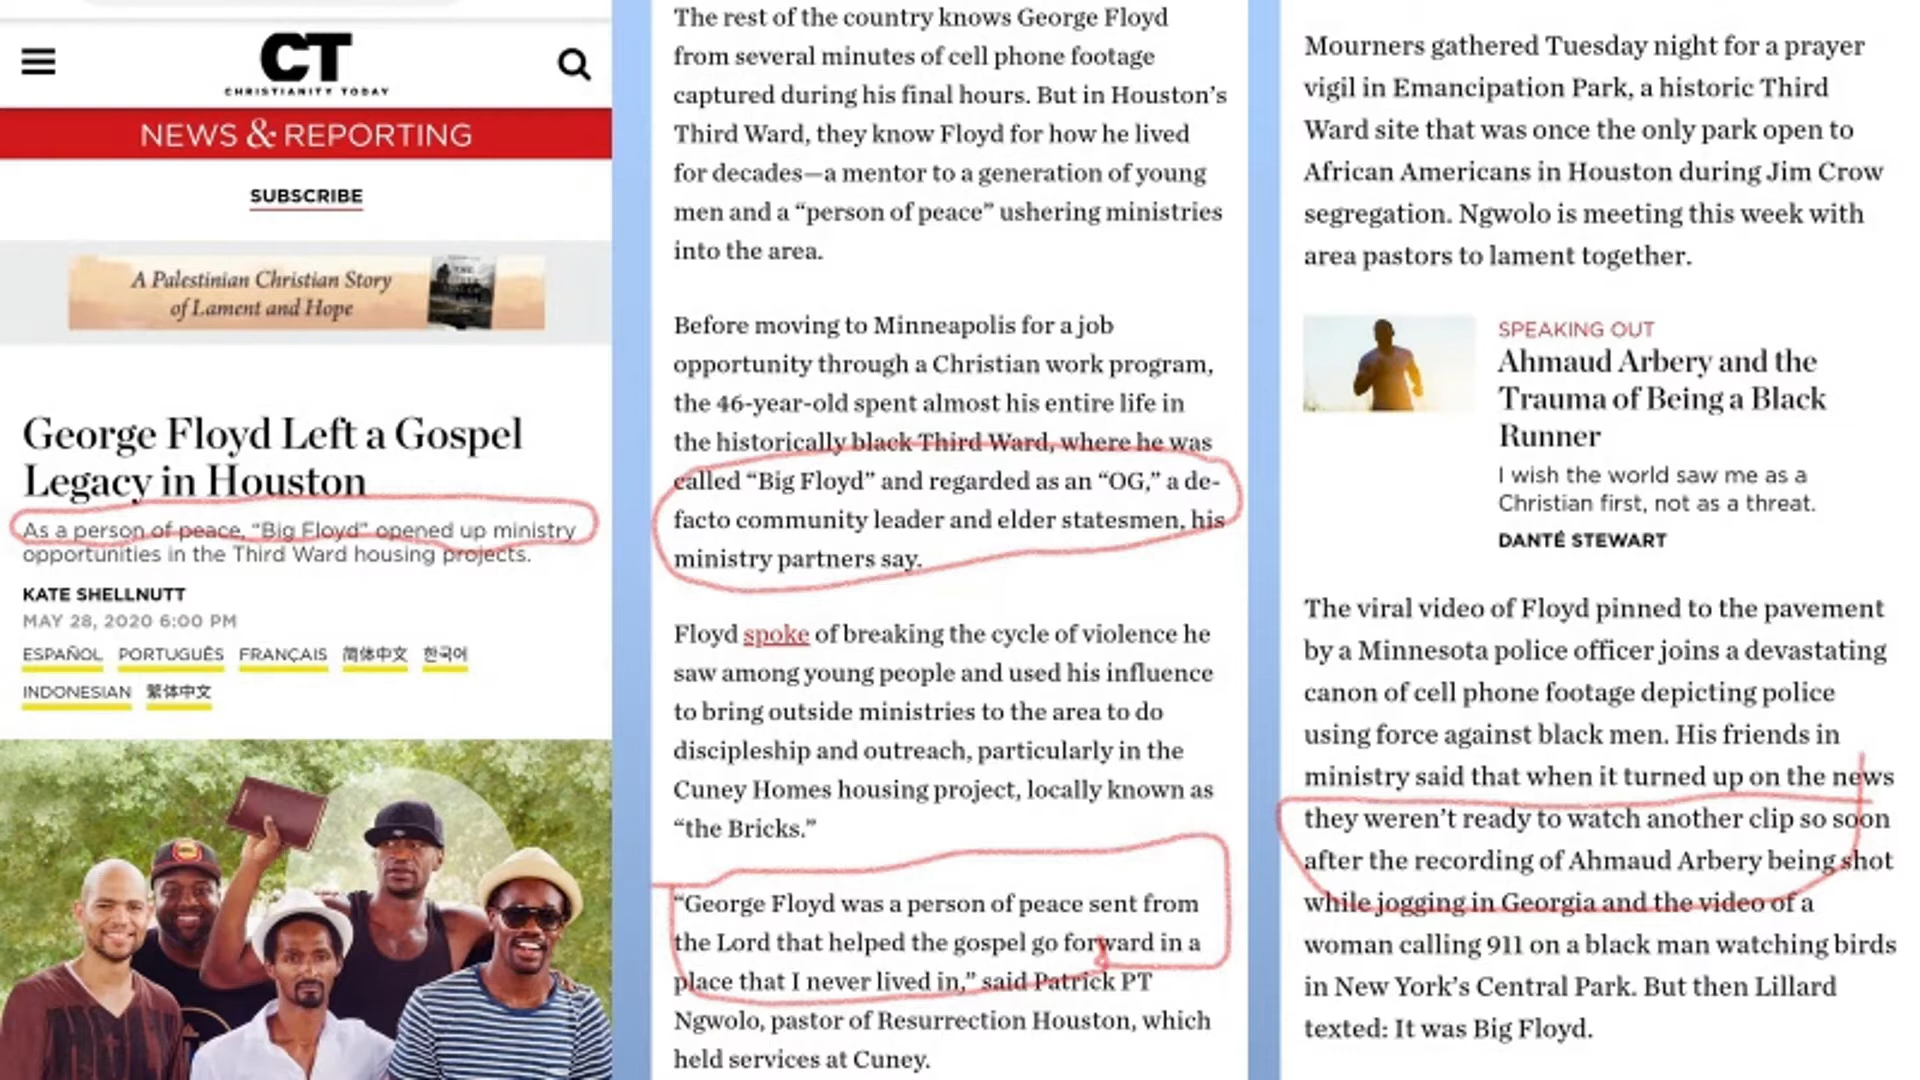 CT
CHRISTIANITY TODAY
NEWS & REPORTING
SUBSCRIBE
A Palestinian Christian Story
of Lament and Hope
George Floyd Left a Gospel
Legacy in Houston
As a person of peace, “Big Floyd” opened up ministry
opportunities in the Third Ward housing projects.
KATE SHELLNUTT
MAY 28, 2020 6:00 PM
ESPAÑOL PORTUGUÊS FRANÇAIS 简体中文 한국어
INDONESIAN 繁体中文
The rest of the country knows George Floyd
from several minutes of cell phone footage
captured during his final hours. But in Houston’s
Third Ward, they know Floyd for how he lived
for decades—a mentor to a generation of young
men and a “person of peace” ushering ministries
into the area.
Before moving to Minneapolis for a job
opportunity through a Christian work program,
the 46-year-old spent almost his entire life in
the historically black Third Ward, where he was
called “Big Floyd” and regarded as an “OG,” a de-
facto community leader and elder statesmen, his
ministry partners say.
Floyd spoke of breaking the cycle of violence he
saw among young people and used his influence
to bring outside ministries to the area to do
discipleship and outreach, particularly in the
Cuney Homes housing project, locally known as
“the Bricks.”
“George Floyd was a person of peace sent from
the Lord that helped the gospel go forward in a
place that I never lived in,” said Patrick PT
Ngwolo, pastor of Resurrection Houston, which
held services at Cuney.
Mourners gathered Tuesday night for a prayer
vigil in Emancipation Park, a historic Third
Ward site that was once the only park open to
African Americans in Houston during Jim Crow
segregation. Ngwolo is meeting this week with
area pastors to lament together.
SPEAKING OUT
Ahmaud Arbery and the
Trauma of Being a Black
Runner
I wish the world saw me as a
Christian first, not as a threat.
DANTÉ STEWART
The viral video of Floyd pinned to the pavement
by a Minnesota police officer joins a devastating
canon of cell phone footage depicting police
using force against black men. His friends in
ministry said that when it turned up on the news
they weren’t ready to watch another clip so soon
after the recording of Ahmaud Arbery being shot
while jogging in Georgia and the video of a
woman calling 911 on a black man watching birds
in New York’s Central Park. But then Lillard
texted: It was Big Floyd.